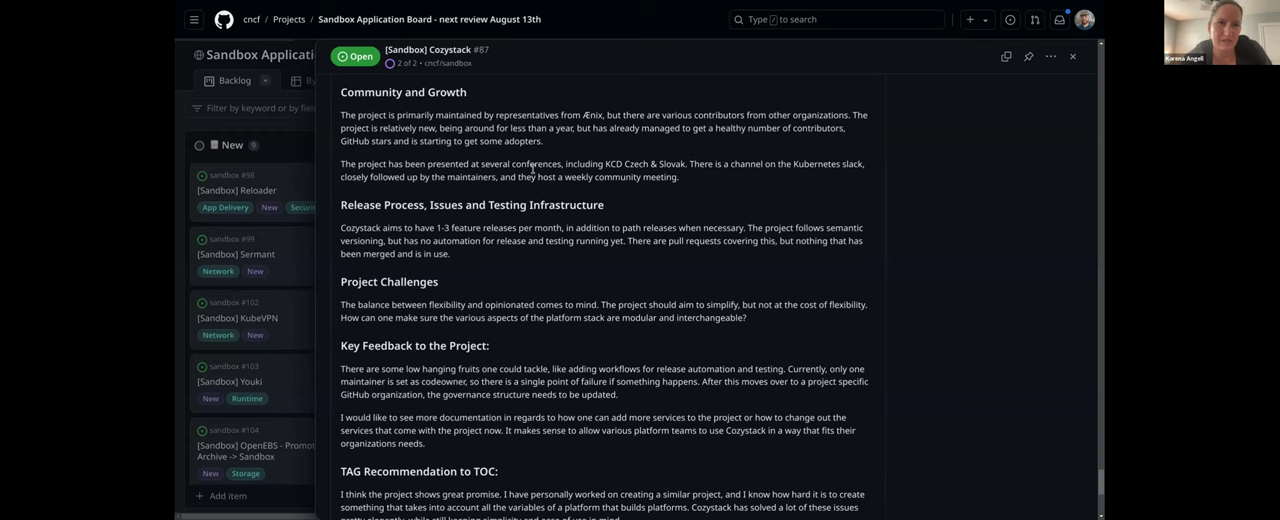 cncf / Projects / Sandbox Application Board - next review August 13th
Type / to search
Sandbox Applicati
Backlog
By
Filter by keyword or by fiel
New 9
sandbox #98
[Sandbox] Reloader
App Delivery New Securi
sandbox #99
[Sandbox] Sermant
Network New
sandbox #102
[Sandbox] KubeVPN
Network New
sandbox #103
[Sandbox] Youki
New Runtime
sandbox #104
[Sandbox] OpenEBS - Promot
Archive -> Sandbox
New Storage
Add item
Open
[Sandbox] Cozystack #87
2 of 2 • cncf/sandbox
Community and Growth
The project is primarily maintained by representatives from Ænix, but there are various contributors from other organizations. The
project is relatively new, being around for less than a year, but has already managed to get a healthy number of contributors,
GitHub stars and is starting to get some adopters.
The project has been presented at several conferences, including KCD Czech & Slovak. There is a channel on the Kubernetes slack,
closely followed up by the maintainers, and they host a weekly community meeting.
Release Process, Issues and Testing Infrastructure
Cozystack aims to have 1-3 feature releases per month, in addition to path releases when necessary. The project follows semantic
versioning, but has no automation for release and testing running yet. There are pull requests covering this, but nothing that has
been merged and is in use.
Project Challenges
The balance between flexibility and opinionated comes to mind. The project should aim to simplify, but not at the cost of flexibility.
How can one make sure the various aspects of the platform stack are modular and interchangeable?
Key Feedback to the Project:
There are some low hanging fruits one could tackle, like adding workflows for release automation and testing. Currently, only one
maintainer is set as codeowner, so there is a single point of failure if something happens. After this moves over to a project specific
GitHub organization, the governance structure needs to be updated.
I would like to see more documentation in regards to how one can add more services to the project or how to change out the
services that come with the project now. It makes sense to allow various platform teams to use Cozystack in a way that fits their
organizations needs.
TAG Recommendation to TOC:
I think the project shows great promise. I have personally worked on creating a similar project, and I know how hard it is to create
something that takes into account all the variables of a platform that builds platforms. Cozystack has solved a lot of these issues
pretty elegantly, while still keeping simplicity and ease of use in mind.
Karena Angell